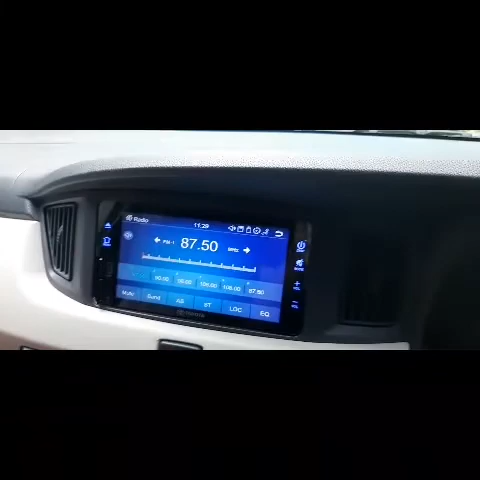 Radio
11:29
FM-1 87.50 MHz
90.00 98.00 106.00 108.00 87.50
Mute Band AS ST LOC EQ
TOYOTA